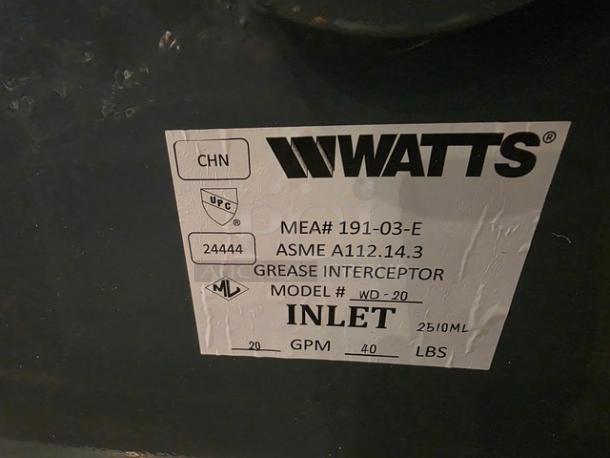 CHN
WATTS®
UPC
®
MEA# 191-03-E
24444
ASME A112.14.3
GREASE INTERCEPTOR
ML
MODEL # WD-20
INLET 2510ML
20 GPM 40 LBS